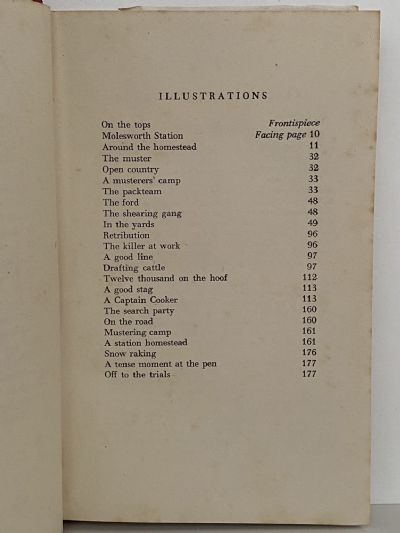 ILLUSTRATIONS
On the tops Frontispiece
Molesworth Station Facing page 10
Around the homestead 11
The muster 32
Open country 32
A musterers' camp 33
The packteam 33
The ford 48
The shearing gang 48
In the yards 49
Retribution 96
The killer at work 96
A good line 97
Drafting cattle 97
Twelve thousand on the hoof 112
A good stag 113
A Captain Cooker 113
The search party 160
On the road 160
Mustering camp 161
A station homestead 161
Snow raking 176
A tense moment at the pen 177
Off to the trials 177